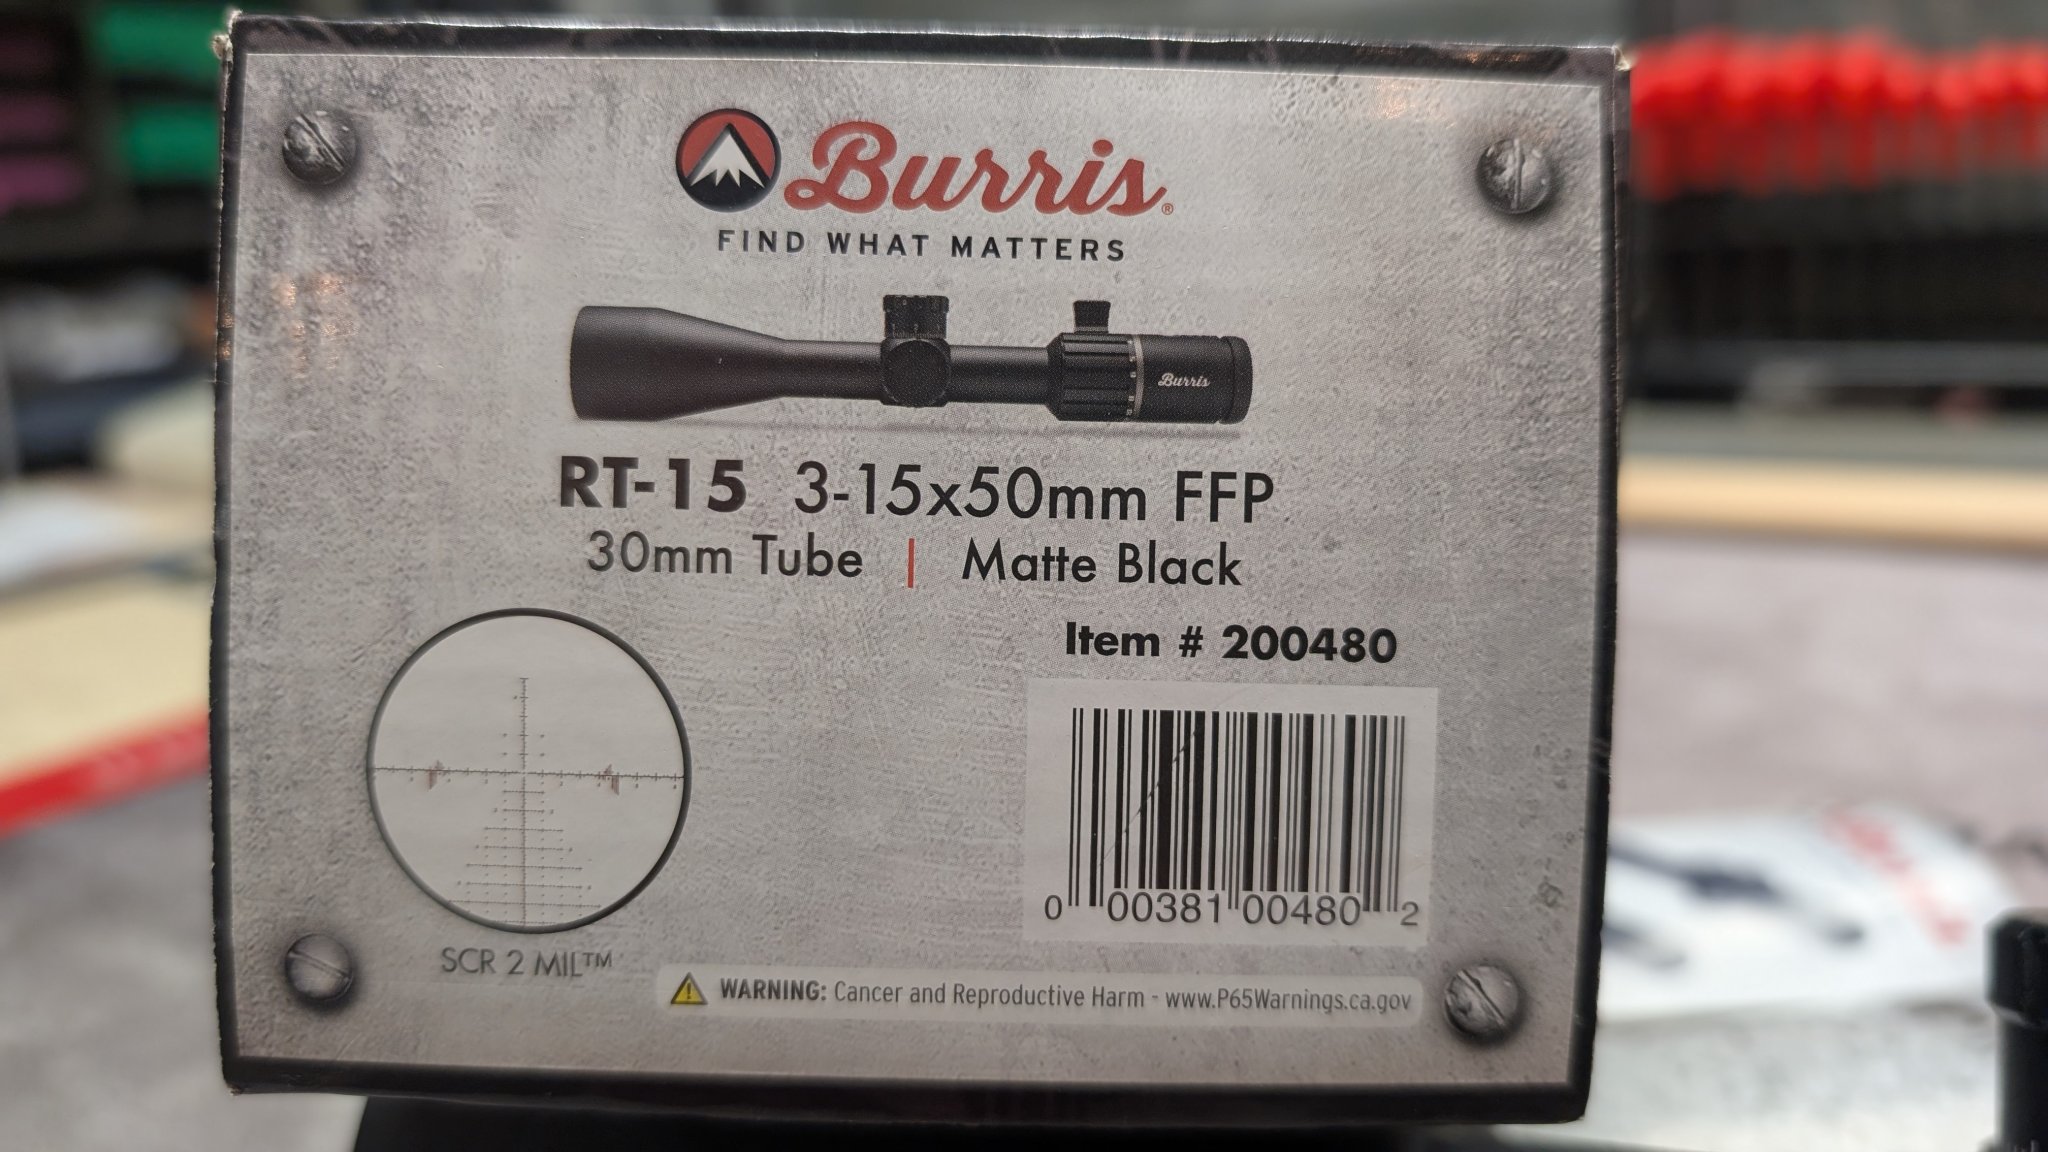 Burris®
FIND WHAT MATTERS
Burris
RT-15 3-15x50mm FFP
30mm Tube | Matte Black
Item # 200480
0 00381 00480 2
SCR 2 MIL™
WARNING: Cancer and Reproductive Harm - www.P65Warnings.ca.gov